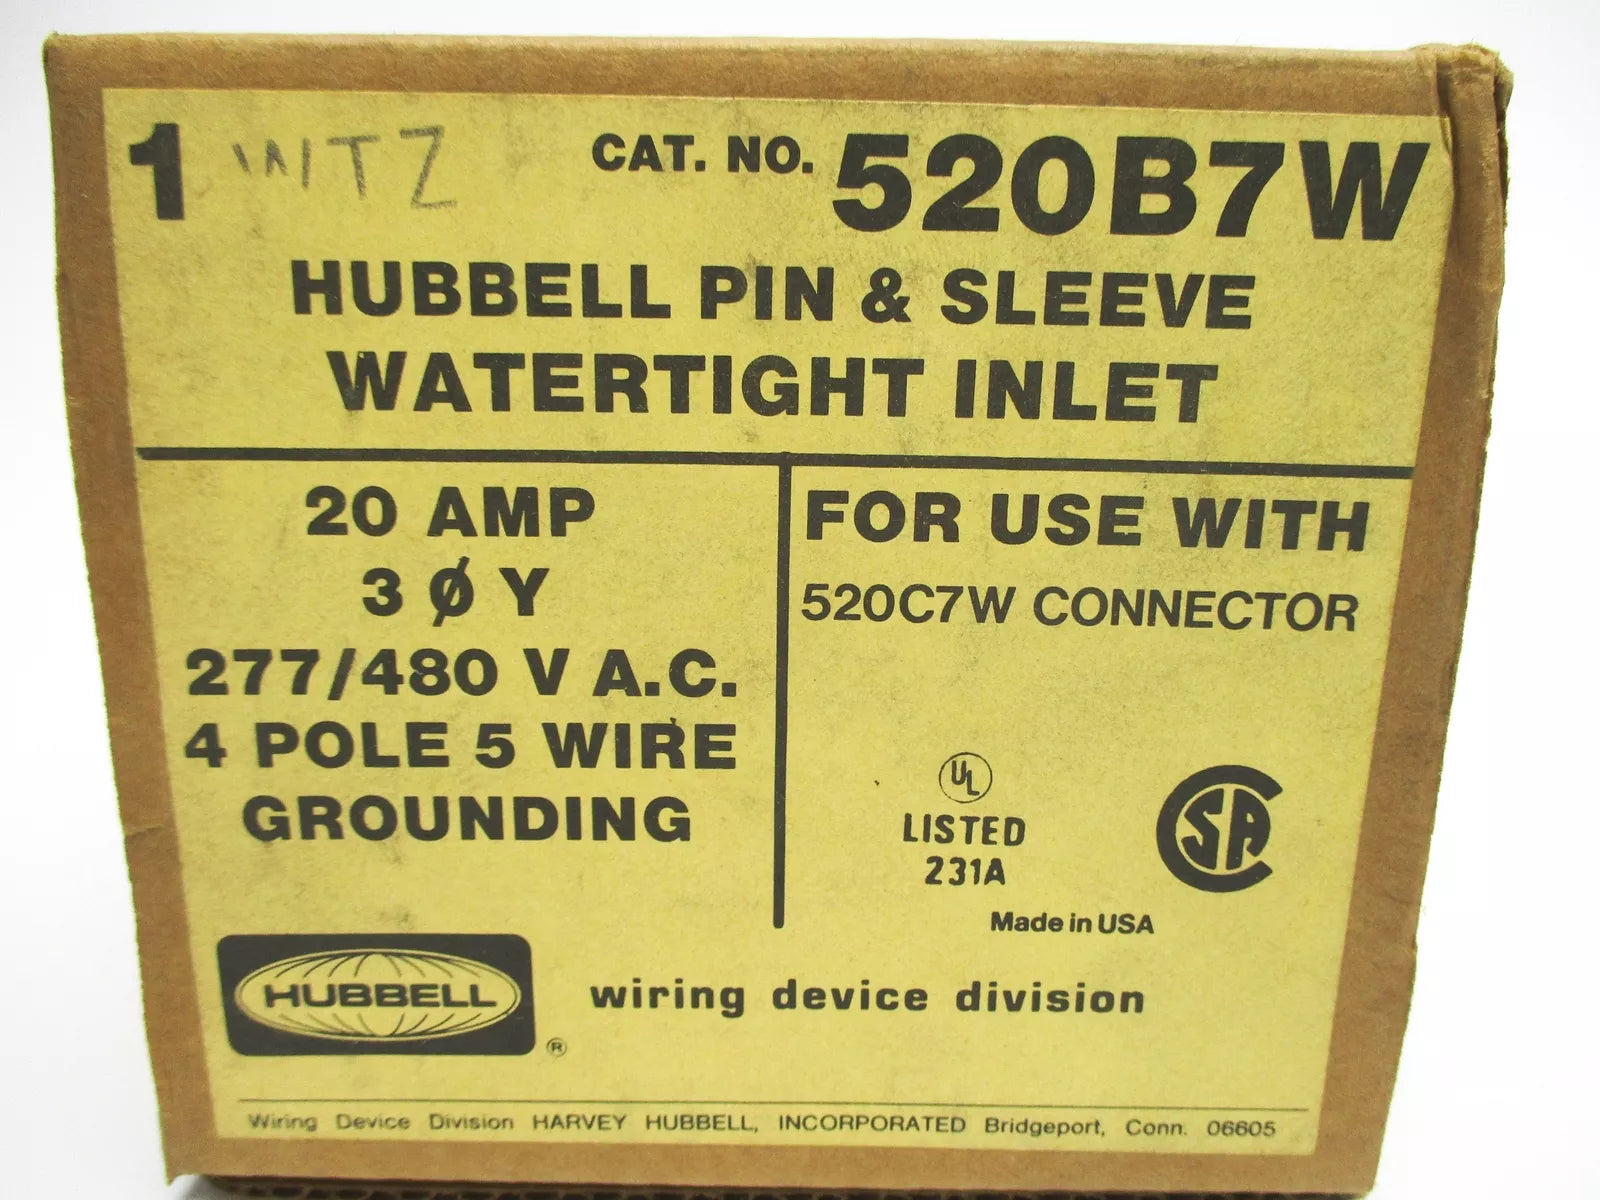 1 WTZ CAT. NO. 520B7W
HUBBELL PIN & SLEEVE
WATERTIGHT INLET
20 AMP
3 Ø Y
277/480 V A.C.
4 POLE 5 WIRE
GROUNDING
FOR USE WITH
520C7W CONNECTOR
UL
LISTED
231A
CSA
Made in USA
HUBBELL ® wiring device division
Wiring Device Division HARVEY HUBBELL, INCORPORATED Bridgeport, Conn. 06605